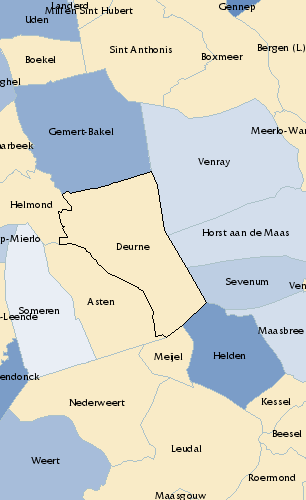 Landerd
Mill en Sint Hubert
Gennep
Uden
Sint Anthonis
Bergen (L.)
Boekel
Boxmeer
ghel
Gemert-Bakel
Meerlo-Wan
arbeek
Venray
Helmond
Horst aan de Maas
p-Mierlo
Deurne
Sevenum
Ven
Someren
Asten
-Leende
Maasbree
Meijel
Helden
endonck
Nederweert
Kessel
Beesel
Weert
Leudal
Roermond
Maasgouw